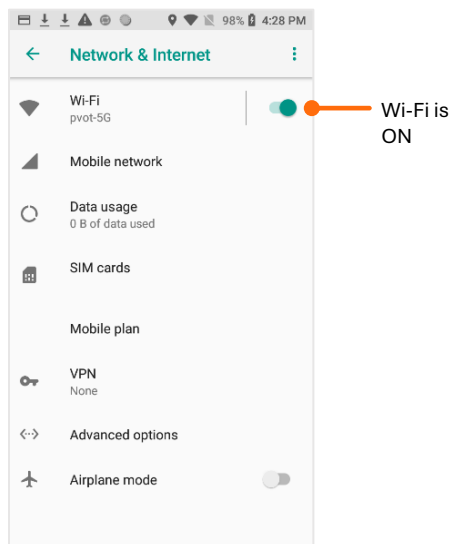 98% 4:28 PM
Network & Internet
Wi-Fi
pvot-5G
Wi-Fi is
ON
Mobile network
Data usage
0 B of data used
SIM cards
Mobile plan
VPN
None
Advanced options
Airplane mode